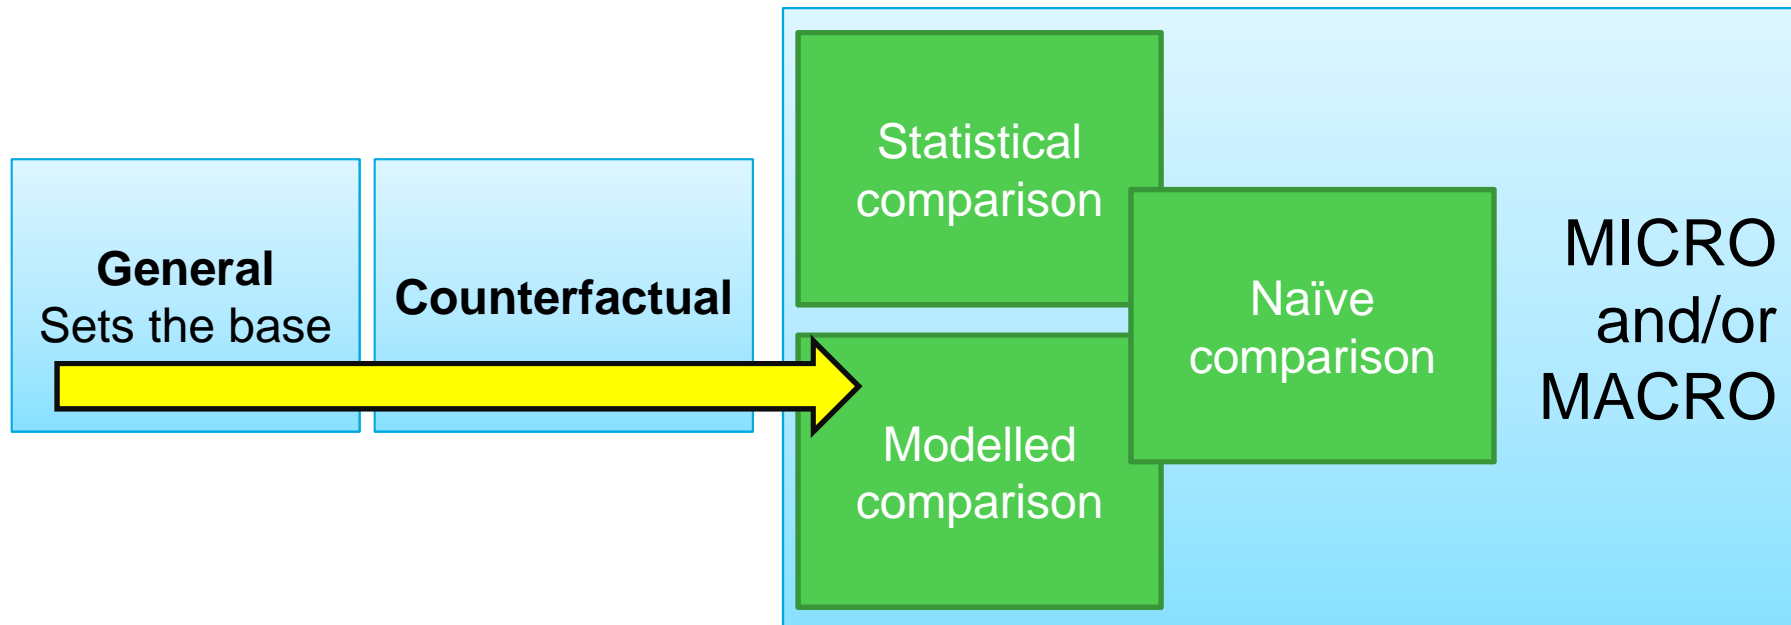 General
Sets the base
Counterfactual
Statistical
comparison
Naïve
comparison
Modelled
comparison
MICRO
and/or
MACRO